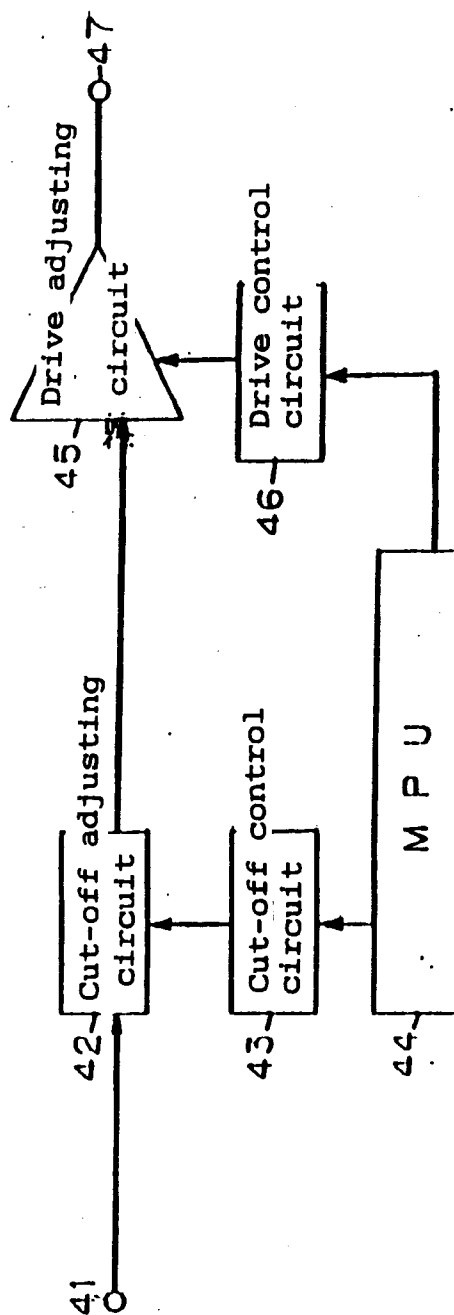 41
42
Cut-off adjusting
circuit
43
Cut-off control
circuit
44
MPU
45
Drive adjusting
circuit
46
Drive control
circuit
47